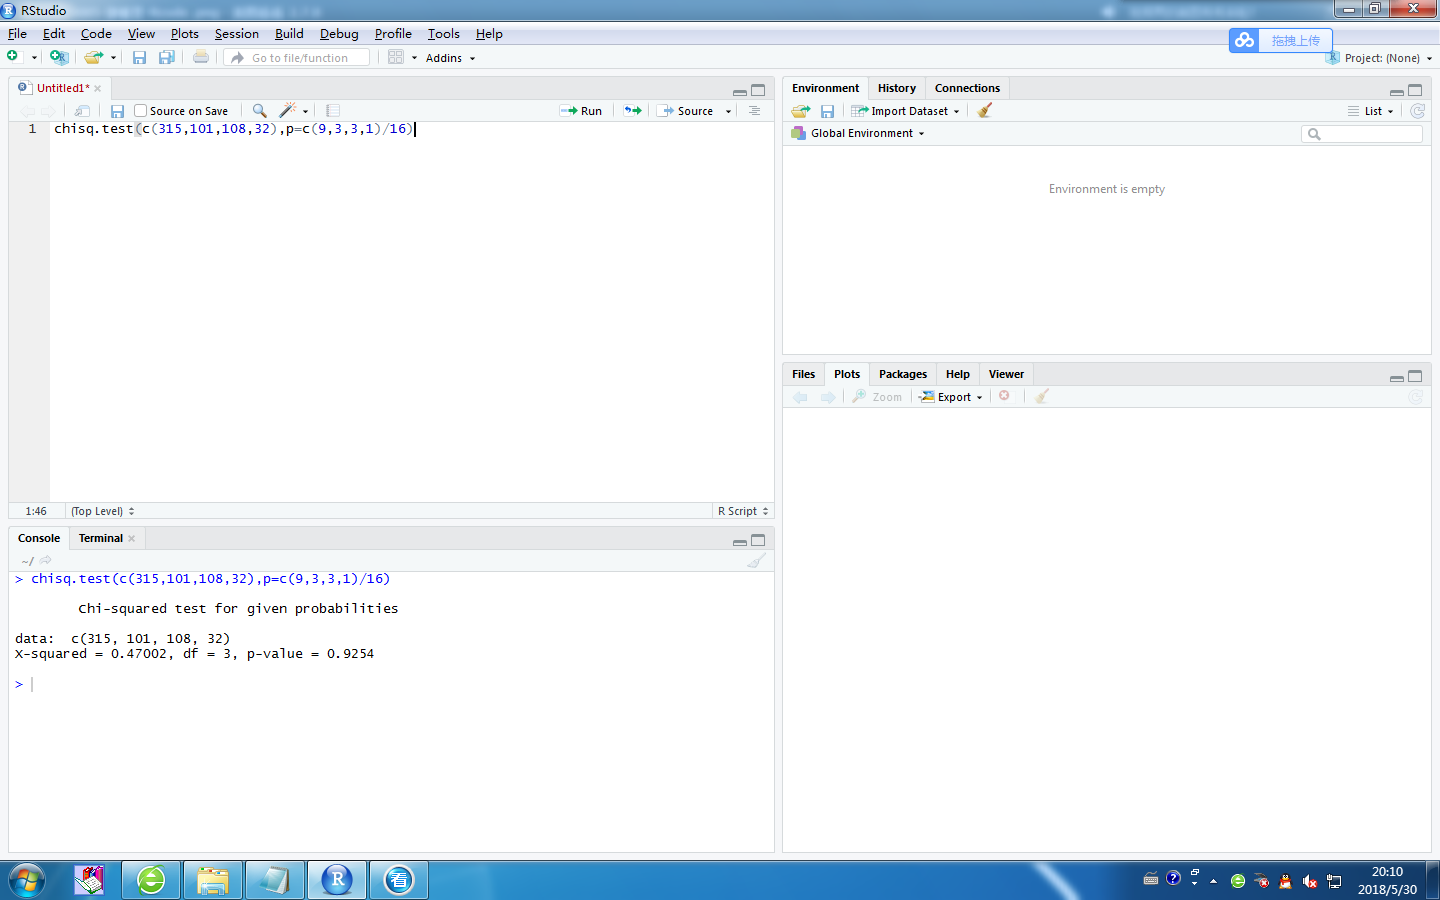 RStudio
File Edit Code View Plots Session Build Debug Profile Tools Help
拖拽上传
Go to file/function Addins Project: (None)
Untitled1*
Source on Save Run Source
1 chisq.test(c(315,101,108,32),p=c(9,3,3,1)/16)
1:46 (Top Level) R Script
Console Terminal
~/
> chisq.test(c(315,101,108,32),p=c(9,3,3,1)/16)
Chi-squared test for given probabilities
data:  c(315, 101, 108, 32)
X-squared = 0.47002, df = 3, p-value = 0.9254
>
Environment History Connections
Import Dataset List
Global Environment
Environment is empty
Files Plots Packages Help Viewer
Zoom Export
R
看
20:10
2018/5/30